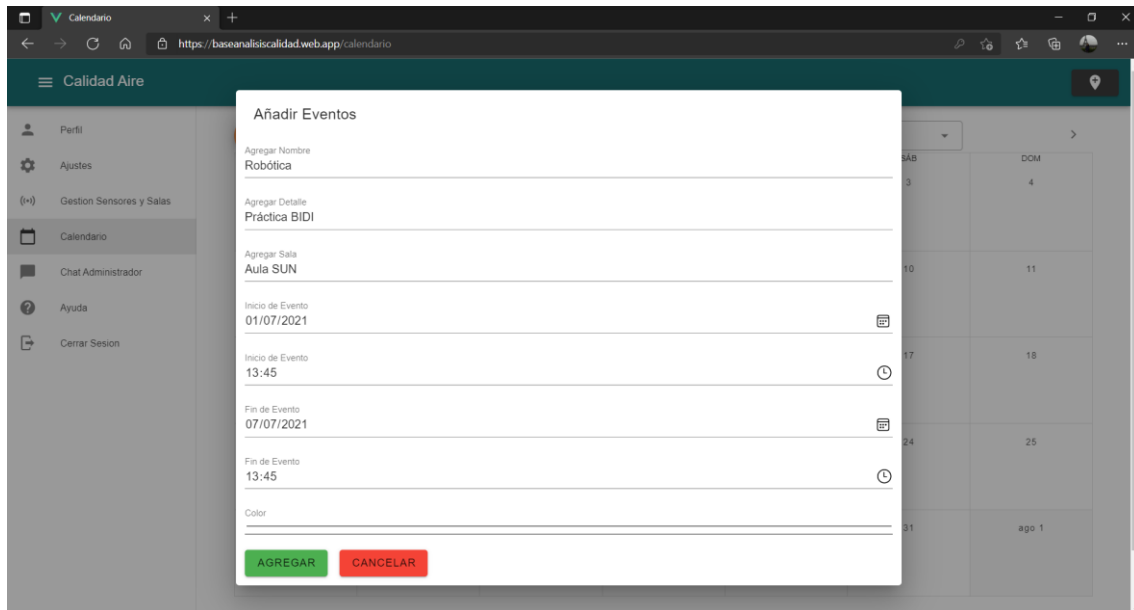 Calendario
https://baseanalisiscalidad.web.app/calendario
Calidad Aire
Perfil
Ajustes
Gestion Sensores y Salas
Calendario
Chat Administrador
Ayuda
Cerrar Sesion
Añadir Eventos
Agregar Nombre
Robótica
Agregar Detalle
Práctica BIDI
Agregar Sala
Aula SUN
Inicio de Evento
01/07/2021
Inicio de Evento
13:45
Fin de Evento
07/07/2021
Fin de Evento
13:45
Color
AGREGAR CANCELAR
SÁB DOM
3 4
10 11
17 18
24 25
31 ago 1